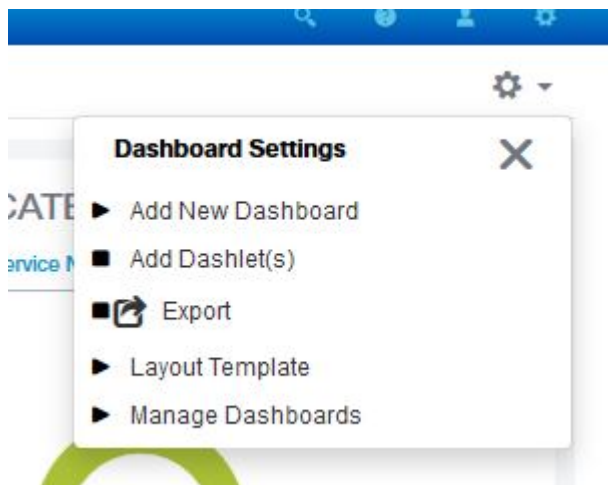 Dashboard Settings
Add New Dashboard
Add Dashlet(s)
Export
Layout Template
Manage Dashboards